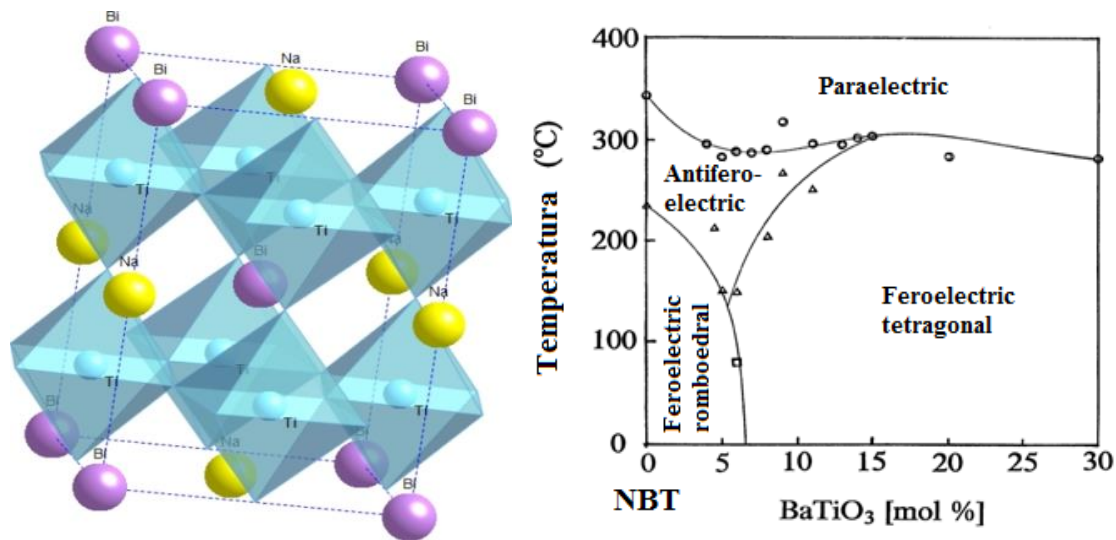 Bi
Na
Bi
Bi
Bi
Ti
Ti
Ti
Ti
Na
Na
Bi
Na
Na
Ti
Ti
Ti
Ti
Bi
Na
Bi
Bi
Bi
Temperatura (°C)
400
300
200
100
0
Paraelectric
Antifero-
electric
Feroelectric
romboedral
Feroelectric
tetragonal
0 5 10 15 20 25 30
NBT
BaTiO₃ [mol %]